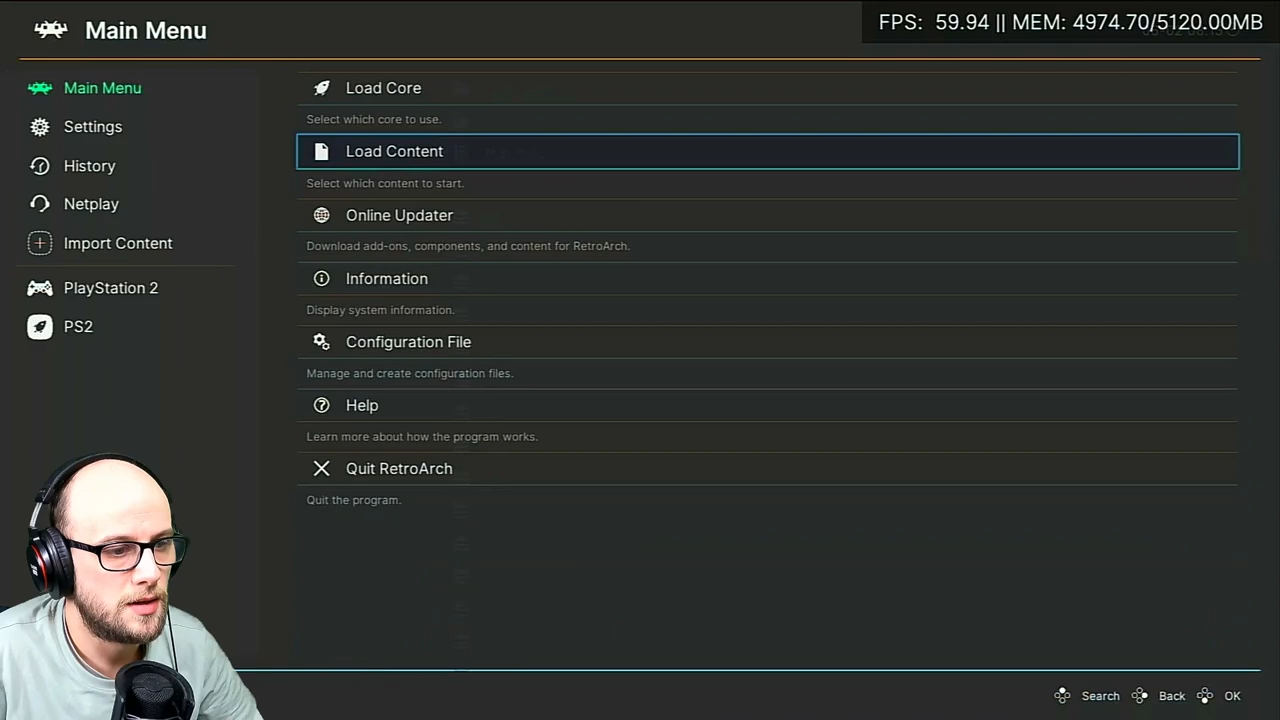 Main Menu
FPS: 59.94 || MEM: 4974.70/5120.00MB
Main Menu
Settings
History
Netplay
Import Content
PlayStation 2
PS2
Load Core
Select which core to use.
Load Content
Select which content to start.
Online Updater
Download add-ons, components, and content for RetroArch.
Information
Display system information.
Configuration File
Manage and create configuration files.
Help
Learn more about how the program works.
Quit RetroArch
Quit the program.
Search Back OK